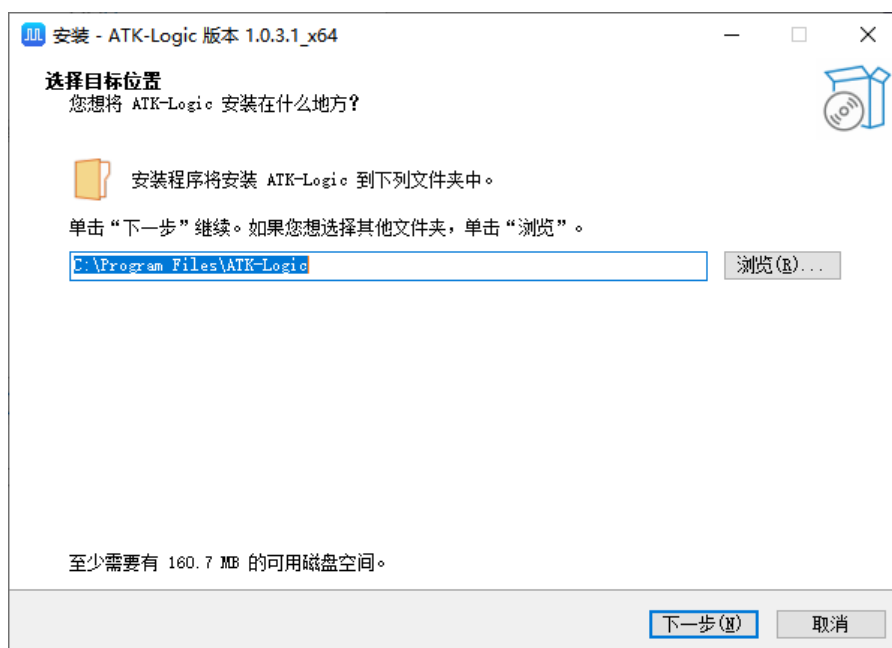 安装 - ATK-Logic 版本 1.0.3.1_x64
选择目标位置
您想将 ATK-Logic 安装在什么地方?
安装程序将安装 ATK-Logic 到下列文件夹中。
单击“下一步”继续。如果您想选择其他文件夹，单击“浏览”。
C:\Program Files\ATK-Logic
浏览(R)...
至少需要有 160.7 MB 的可用磁盘空间。
下一步(N)
取消